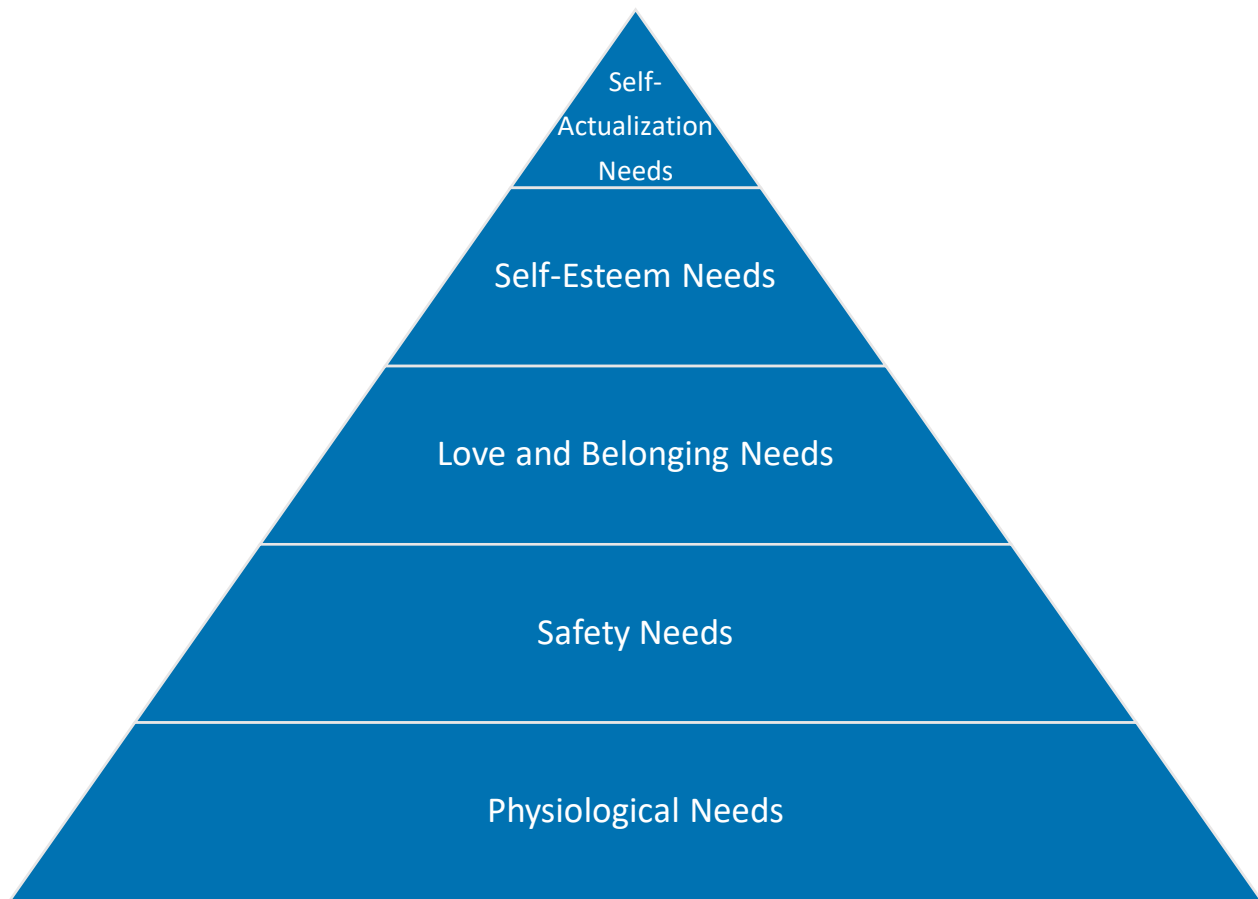 Self-
Actualization
Needs
Self-Esteem Needs
Love and Belonging Needs
Safety Needs
Physiological Needs